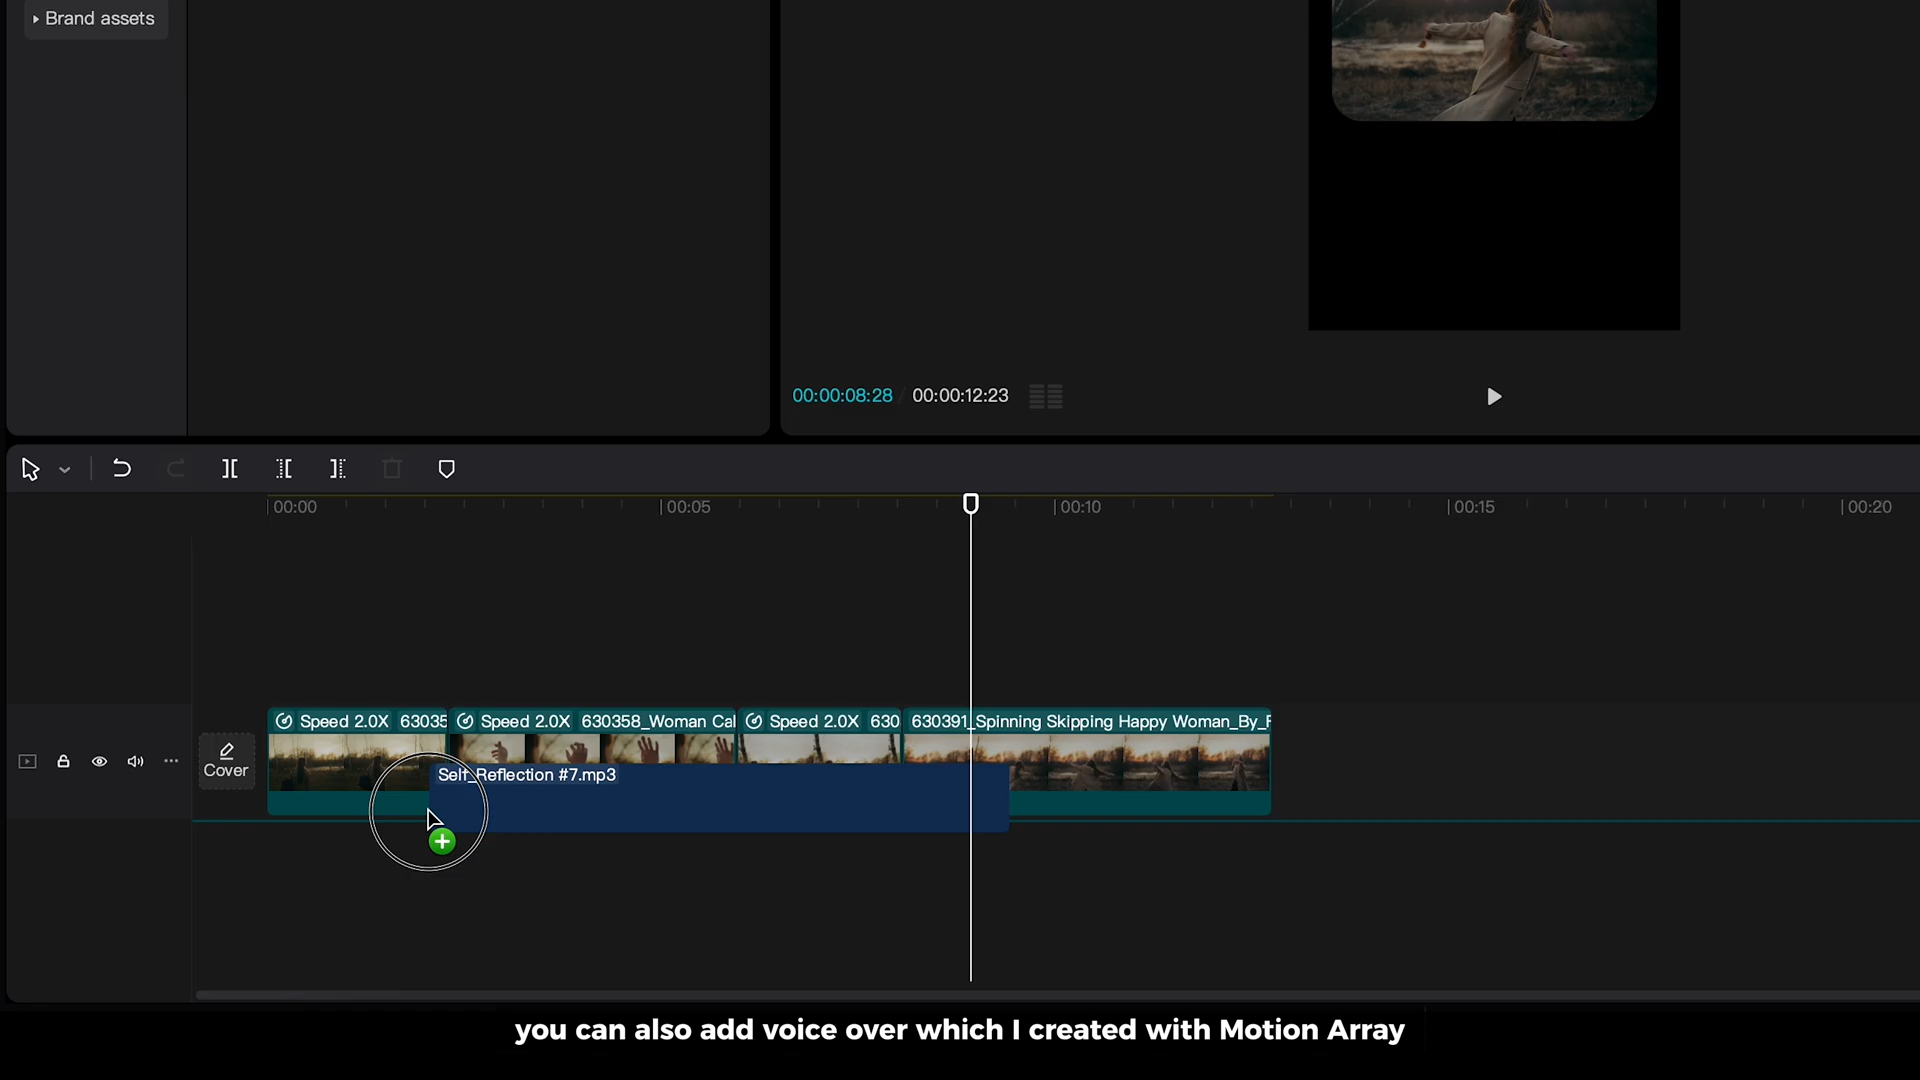 Brand assets
00:00:08:28 / 00:00:12:23
00:00 00:05 00:10 00:15 00:20
Speed 2.0X 63035 Speed 2.0X 630358_Woman Cal Speed 2.0X 630 630391_Spinning Skipping Happy Woman_By_F
Cover
Self_Reflection #7.mp3
you can also add voice over which I created with Motion Array